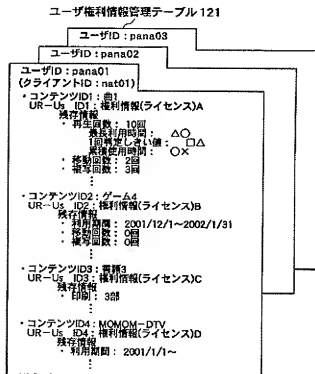 ユーザ権利情報管理テーブル 121
ユーザID：pana03
ユーザID：pana02
ユーザID：pana01
(クライアントID：nat01)
・コンテンツID1：曲1
UR－Us ID1：権利情報(ライセンス)A
残存情報
・再生回数：10回
最長利用時間：△○
1回判定しきい値：□△
累積使用時間：○×
・移動回数：2回
・複写回数：3回
・コンテンツID2：ゲーム4
UR－Us ID2：権利情報(ライセンス)B
残存情報
・利用期間：2001/12/1～2002/1/31
・移動回数：0回
・複写回数：0回
・コンテンツID3：書籍3
UR－Us ID3：権利情報(ライセンス)C
残存情報
・印刷：3部
・コンテンツID4：MOMOM－DTV
UR－Us ID4：権利情報(ライセンス)D
残存情報
・利用期間：2001/1/1～